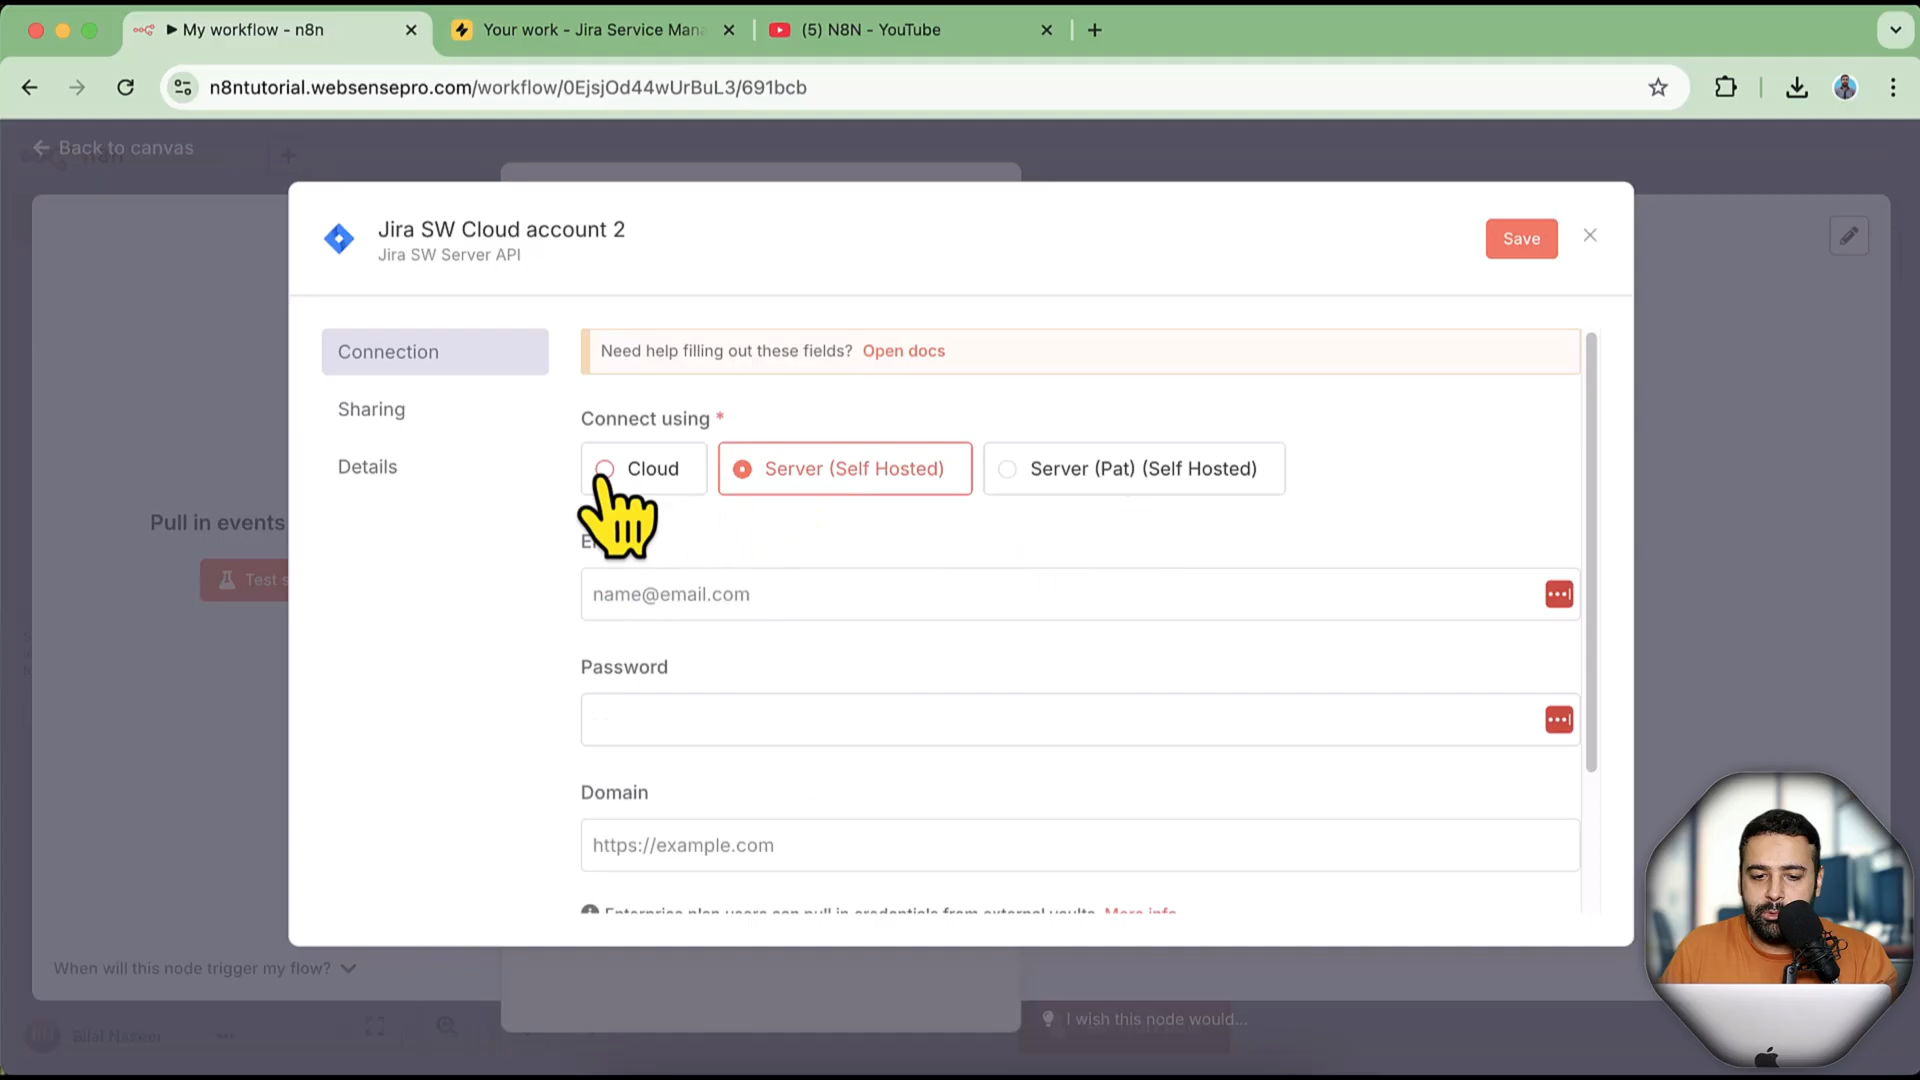 My workflow - n8n
Your work - Jira Service Mana
(5) N8N - YouTube
n8ntutorial.websensepro.com/workflow/0EjsjOd44wUrBuL3/691bcb
Back to canvas
Jira SW Cloud account 2
Jira SW Server API
Save
Connection
Sharing
Details
Need help filling out these fields? Open docs
Connect using *
Cloud
Server (Self Hosted)
Server (Pat) (Self Hosted)
Pull in events
Test s
name@email.com
Password
Domain
https://example.com
Enterprise plan users can pull in credentials from external vaults. More info
When will this node trigger my flow?
I wish this node would...
Bilal Naseer